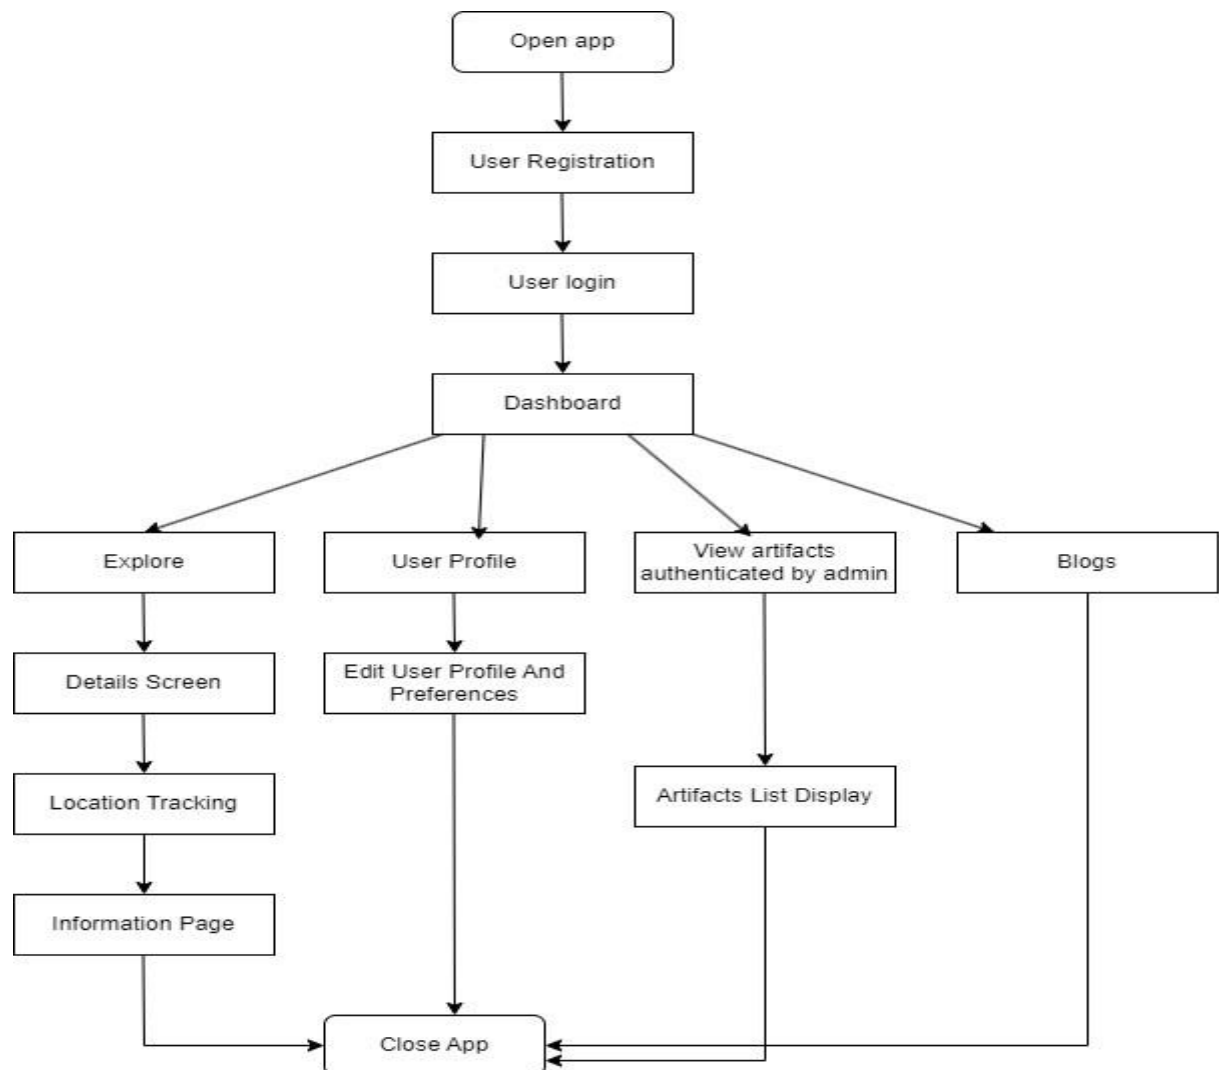 Open app
User Registration
User login
Dashboard
Explore
User Profile
View artifacts
authenticated by admin
Blogs
Details Screen
Edit User Profile And
Preferences
Location Tracking
Artifacts List Display
Information Page
Close App